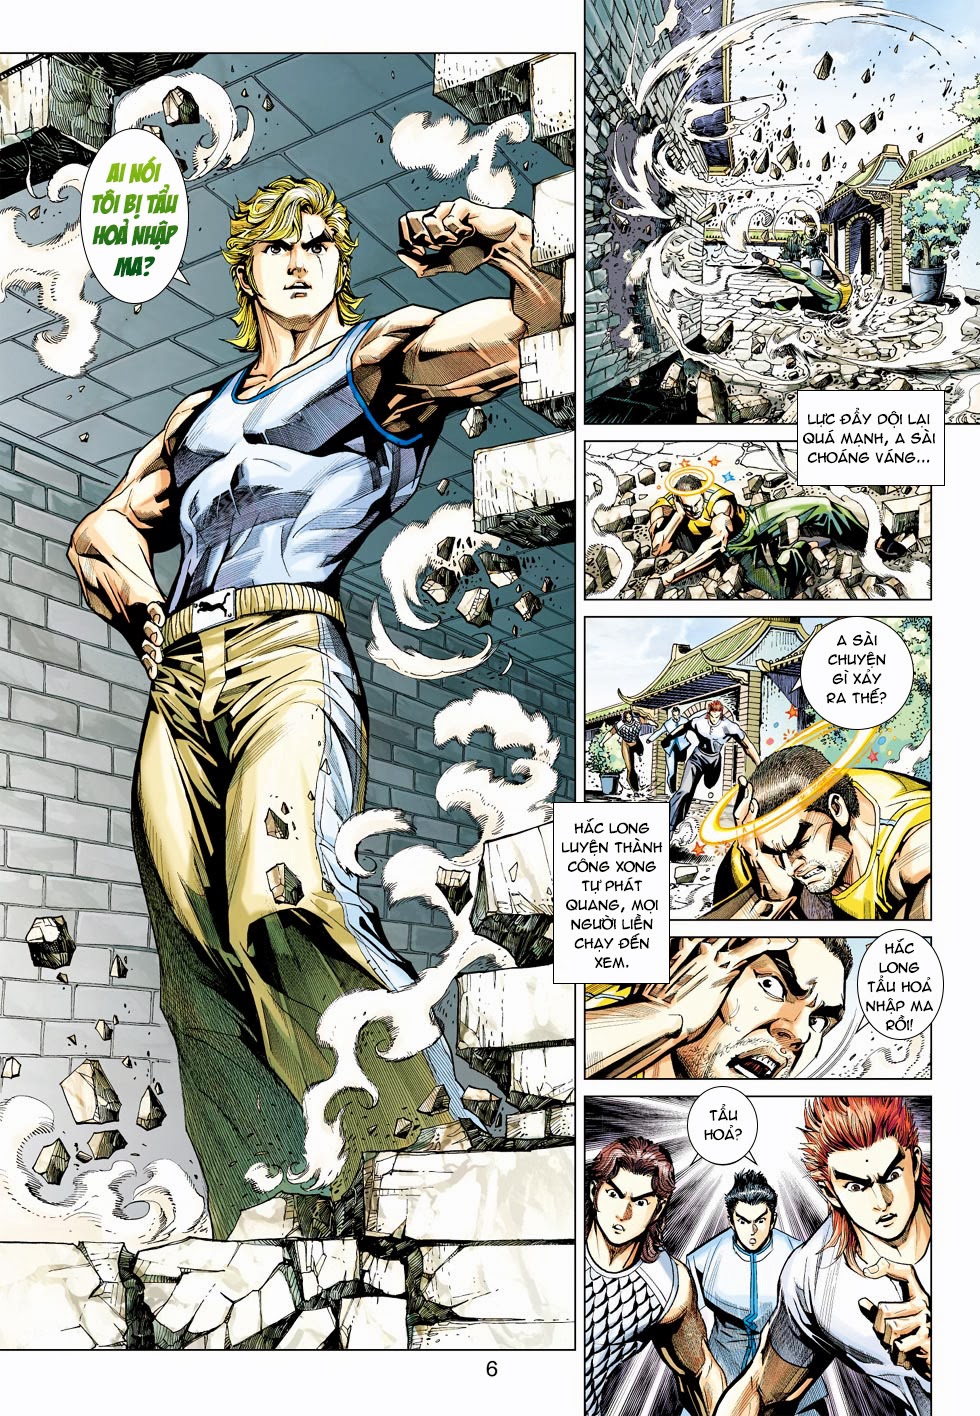 LỰC ĐẨY DỘI LẠI
QUÁ MẠNH, A SÀI
CHOÁNG VÁNG...
A SÀI
CHUYỆN
GÌ XẢY
RA THẾ?
HẮC LONG
LUYỆN THÀNH
CÔNG XONG
TỰ PHÁT
QUANG, MỌI
NGƯỜI LIỀN
CHẠY ĐẾN
XEM.
HẮC
LONG
TẨU HOẢ
NHẬP MA
RỒI!
TẨU
HOẢ?
AI NÓI
TÔI BỊ TẨU
HOẢ NHẬP
MA?
6